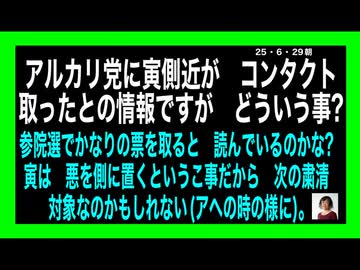 25・6・29朝
アルカリ党に寅側近が　コンタクト
取ったとの情報ですが　どういう事?
参院選でかなりの票を取ると　読んでいるのかな?
寅は　悪を側に置くというこ事だから　次の粛清
対象なのかもしれない(アへの時の様に)。